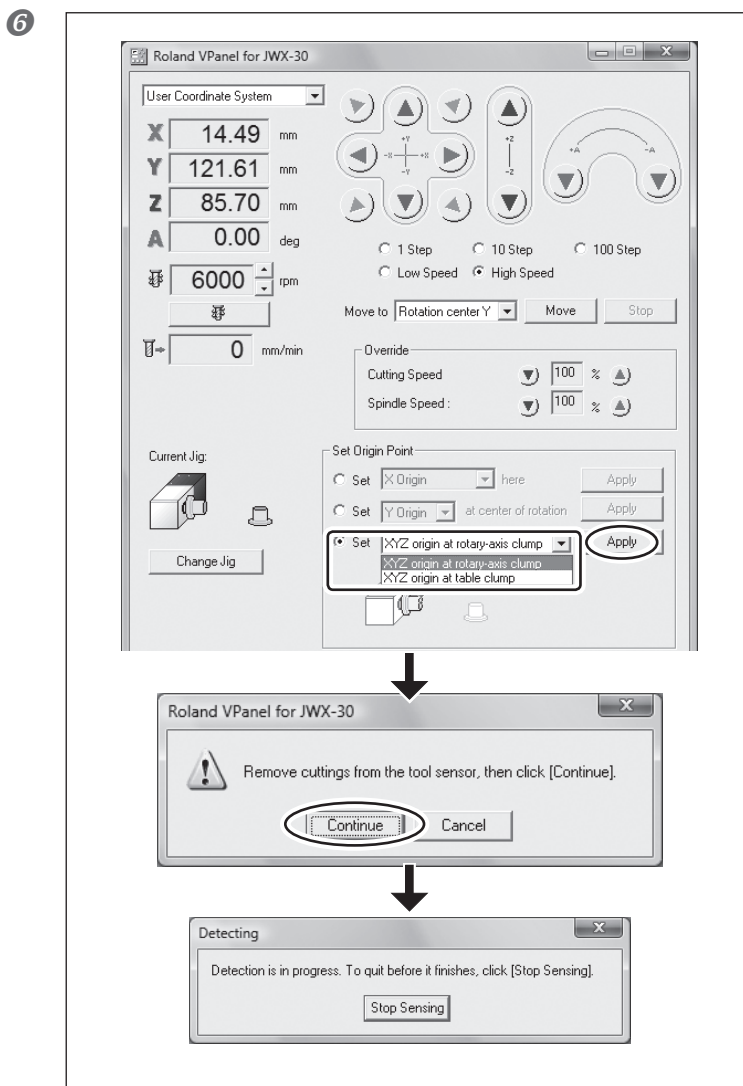 6
Roland VPanel for JWX-30
User Coordinate System
X 14.49 mm
Y 121.61 mm
Z 85.70 mm
A 0.00 deg
6000 rpm
0 mm/min
+Y
-X +X
-Y
+Z
-Z
+A -A
1 Step 10 Step 100 Step
Low Speed High Speed
Move to Rotation center Y Move Stop
Override
Cutting Speed 100 %
Spindle Speed : 100 %
Current Jig:
Change Jig
Set Origin Point
Set X Origin here Apply
Set Y Origin at center of rotation Apply
Set XYZ origin at rotary-axis clump Apply
XYZ origin at rotary-axis clump
XYZ origin at table clump
Roland VPanel for JWX-30
Remove cuttings from the tool sensor, then click [Continue].
Continue Cancel
Detecting
Detection is in progress. To quit before it finishes, click [Stop Sensing].
Stop Sensing